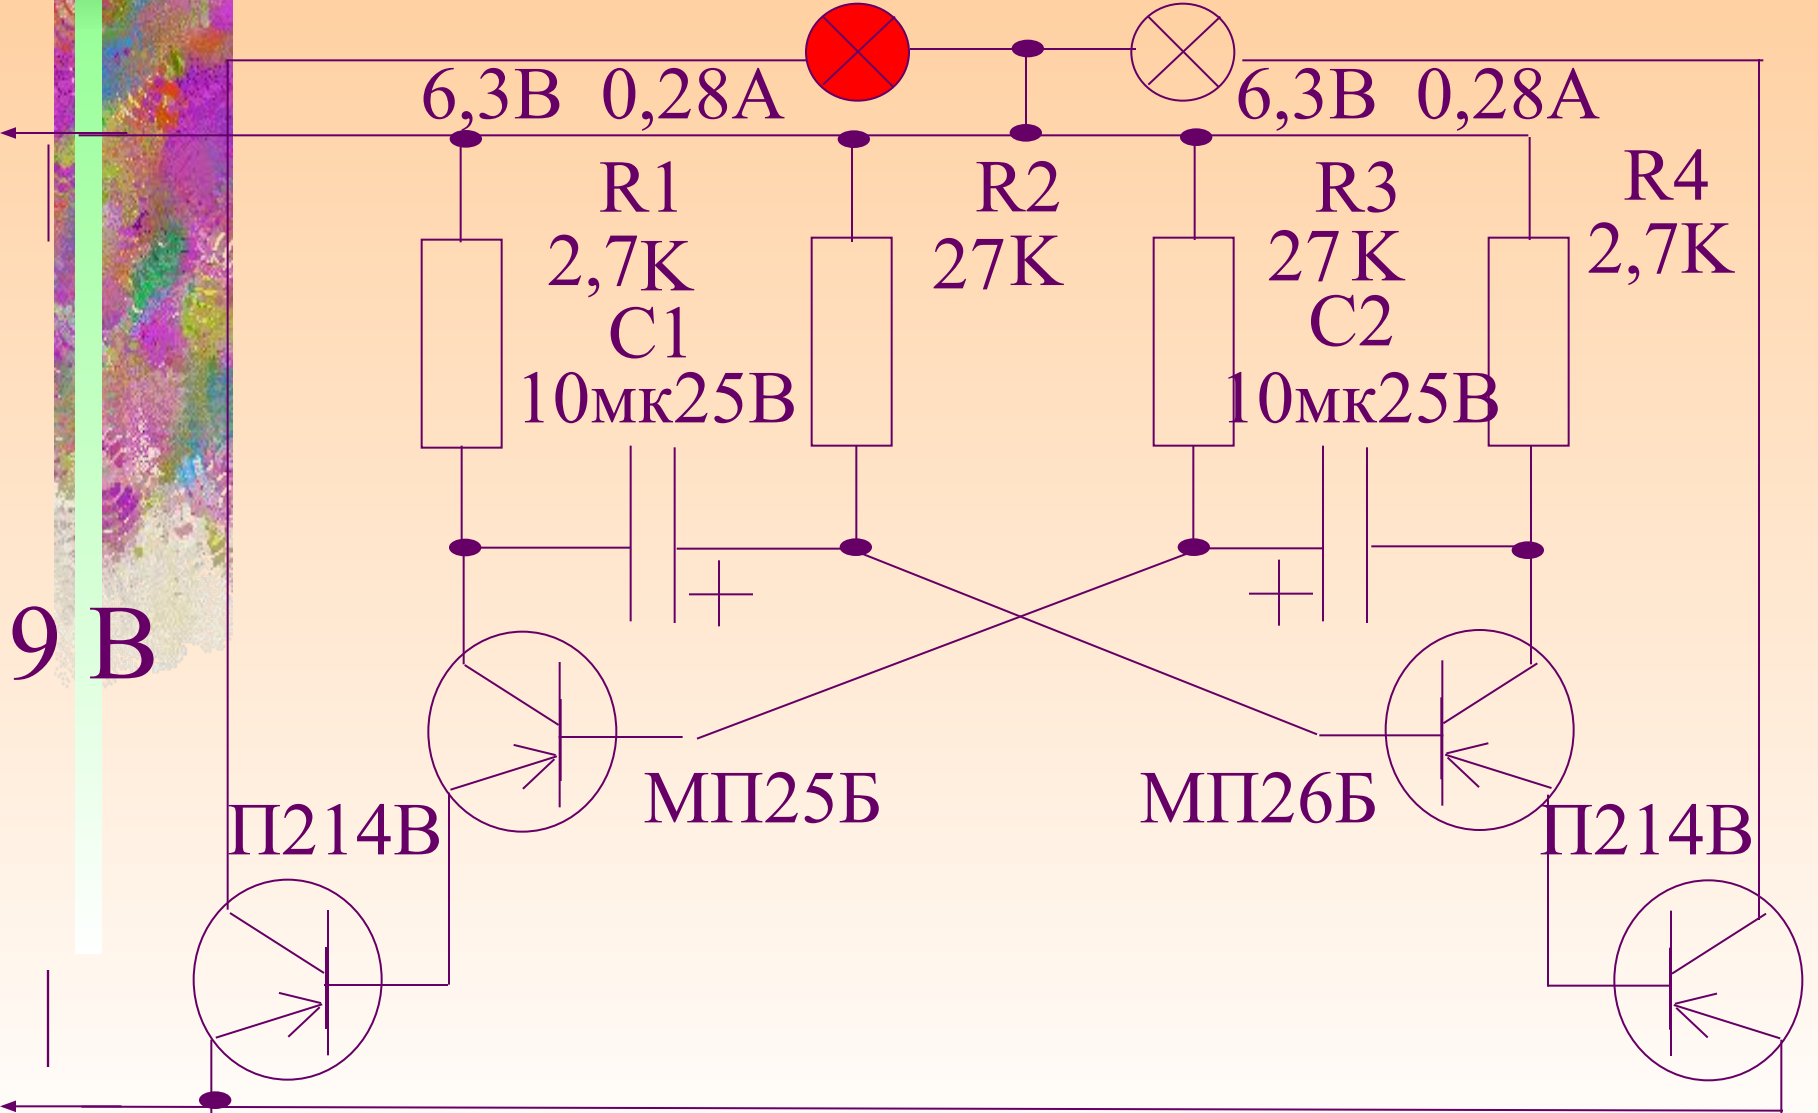 6,3В 0,28А
6,3В 0,28А
R1
2,7К
С1
10мк25В
R2
27К
R3
27К
С2
10мк25В
R4
2,7К
9 В
МП25Б
МП26Б
П214В
П214В